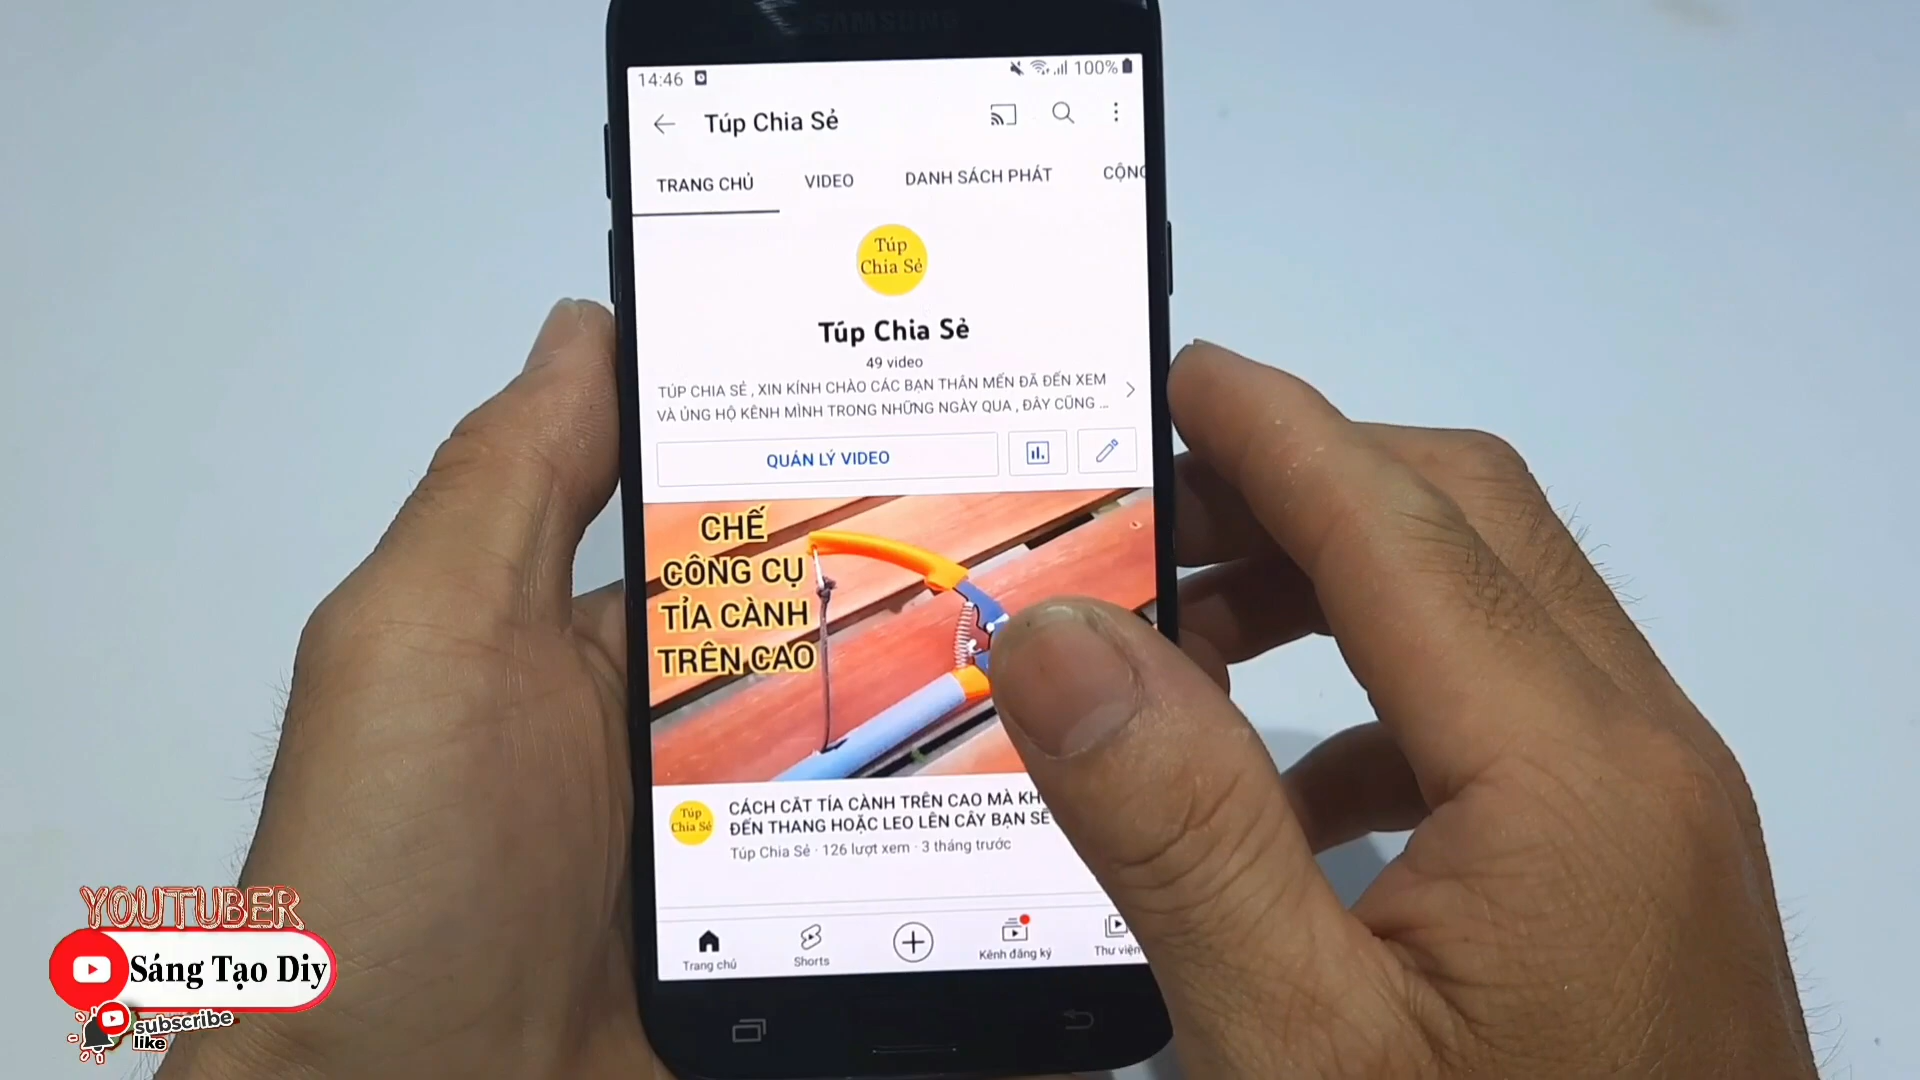 SAMSUNG
14:46
100%
Túp Chia Sẻ
TRANG CHỦ
VIDEO
DANH SÁCH PHÁT
CỘNG
Túp
Chia Sẻ
Túp Chia Sẻ
49 video
TÚP CHIA SẺ , XIN KÍNH CHÀO CÁC BẠN THÂN MẾN ĐÃ ĐẾN XEM
VÀ ỦNG HỘ KÊNH MÌNH TRONG NHỮNG NGÀY QUA , ĐÂY CŨNG ...
QUẢN LÝ VIDEO
CHẾ
CÔNG CỤ
TỈA CÀNH
TRÊN CAO
Túp
Chia Sẻ
CÁCH CẮT TỈA CÀNH TRÊN CAO MÀ
ĐẾN THANG HOẶC LEO LÊN CÂY BẠN SẼ
Túp Chia Sẻ · 126 lượt xem · 3 tháng trước
Trang chủ
Shorts
Kênh đăng ký
Thư viện
YOUTUBER
Sáng Tạo Diy
subscribe
like